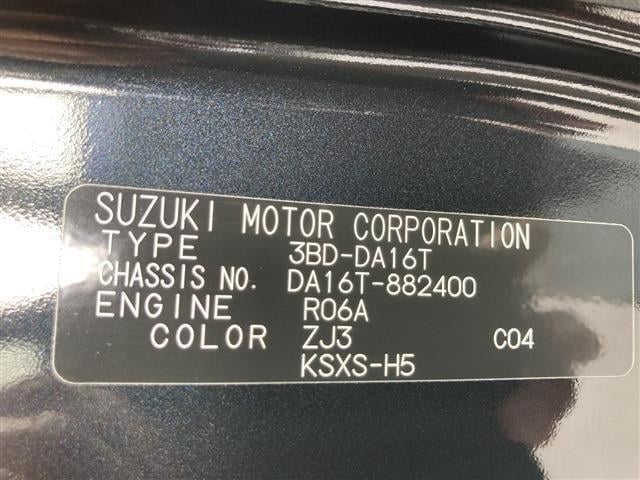 SUZUKI MOTOR CORPORATION
TYPE 3BD-DA16T
CHASSIS NO. DA16T-882400
ENGINE R06A
COLOR ZJ3 C04
KSXS-H5